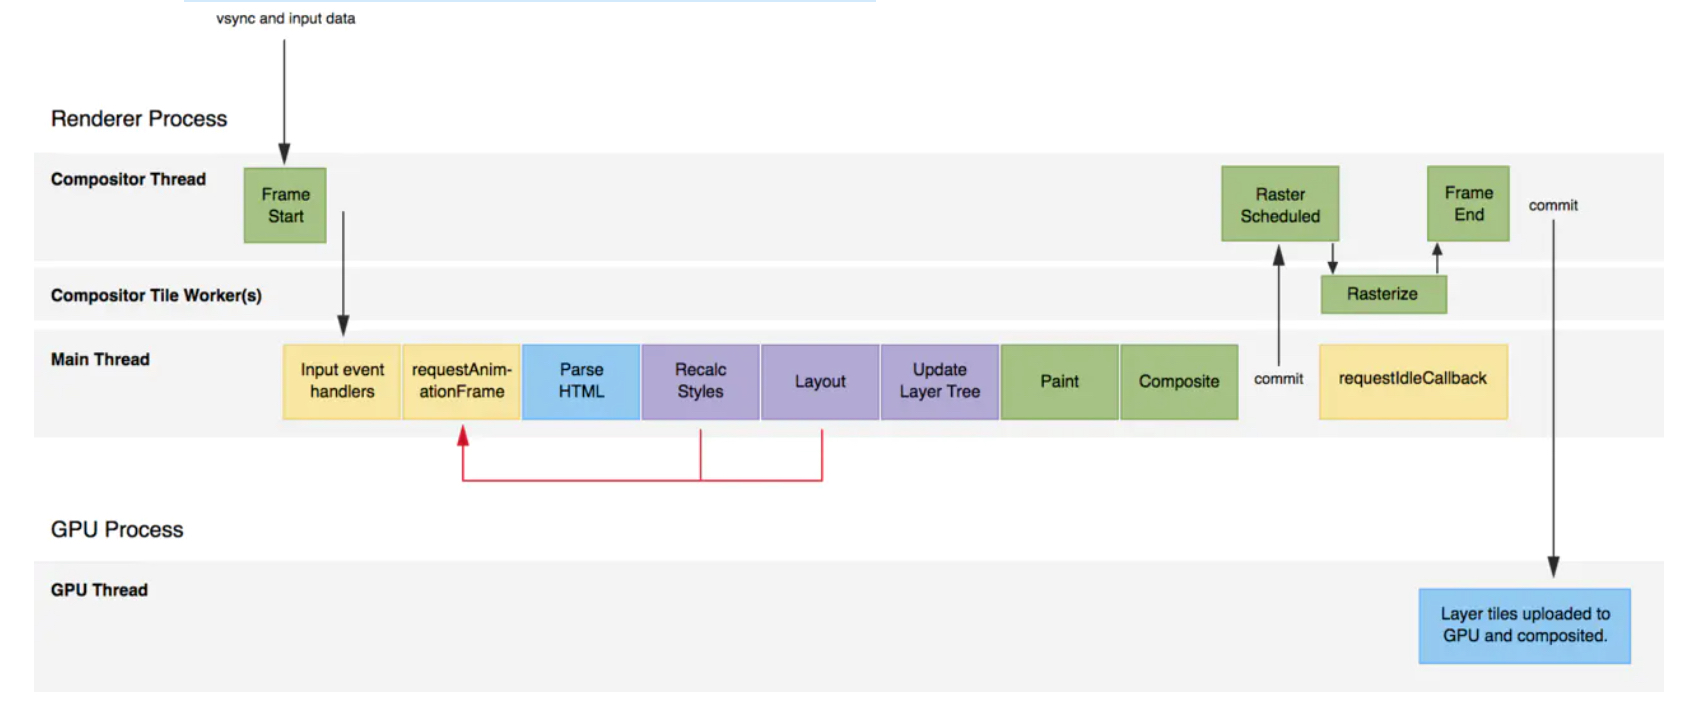 vsync and input data
Renderer Process
Compositor Thread
Frame
Start
Raster
Scheduled
Frame
End
commit
Compositor Tile Worker(s)
Rasterize
Main Thread
Input event
handlers
requestAnim-
ationFrame
Parse
HTML
Recalc
Styles
Layout
Update
Layer Tree
Paint
Composite
commit
requestIdleCallback
GPU Process
GPU Thread
Layer tiles uploaded to
GPU and composited.